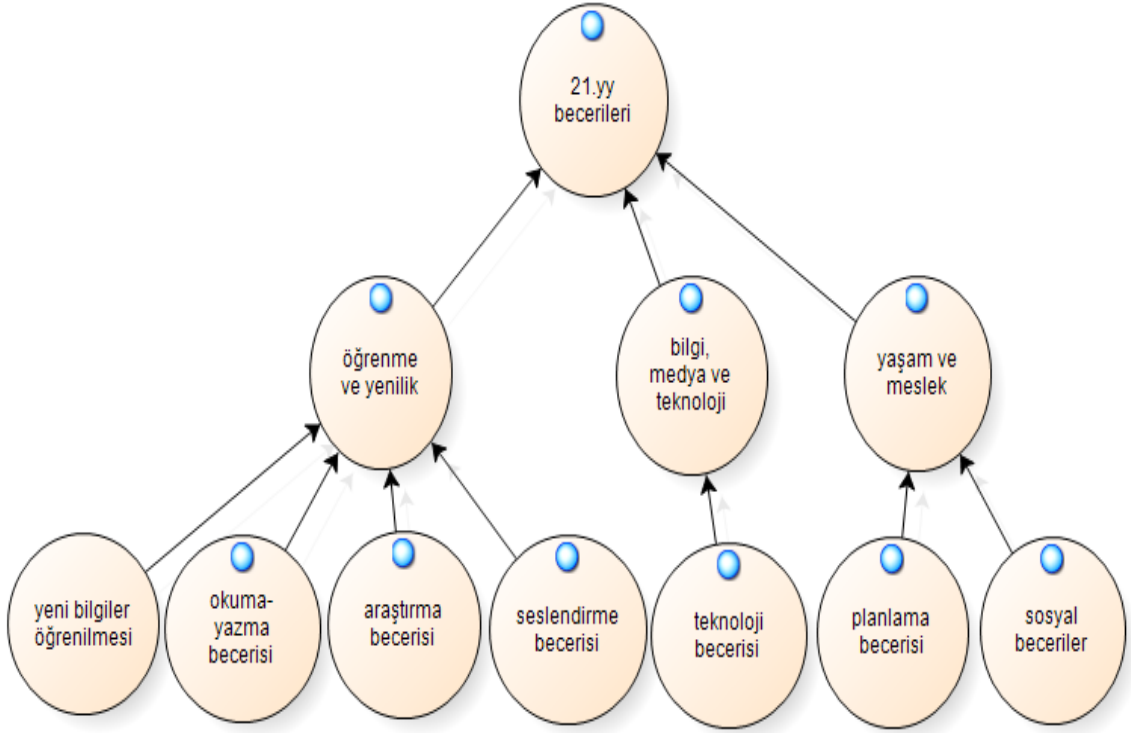 21.yy
becerileri
öğrenme
ve yenilik
bilgi,
medya ve
teknoloji
yaşam ve
meslek
yeni bilgiler
öğrenilmesi
okuma-
yazma
becerisi
araştırma
becerisi
seslendirme
becerisi
teknoloji
becerisi
planlama
becerisi
sosyal
beceriler